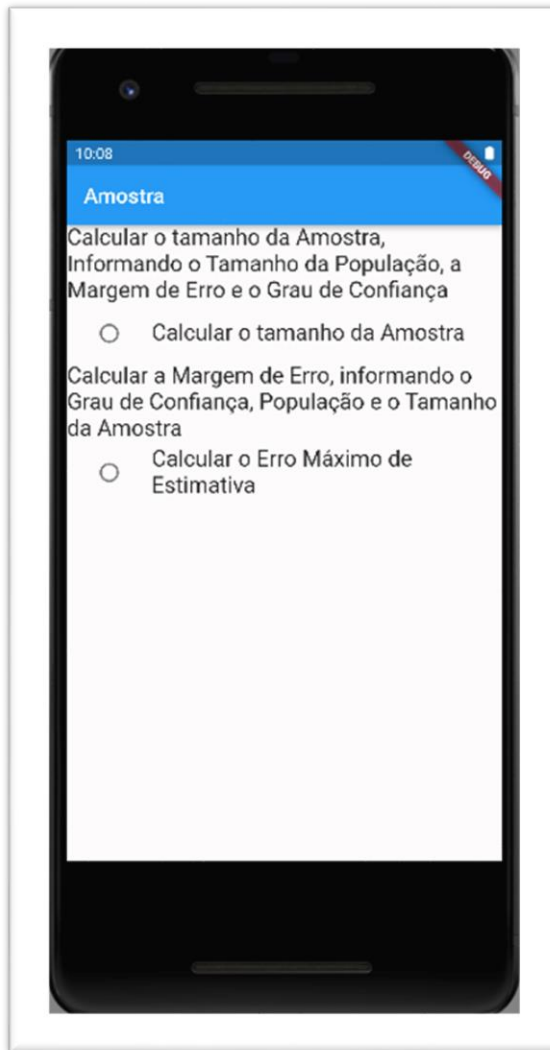 10:08
DEBUG
Amostra
Calcular o tamanho da Amostra,
Informando o Tamanho da População, a
Margem de Erro e o Grau de Confiança
Calcular o tamanho da Amostra
Calcular a Margem de Erro, informando o
Grau de Confiança, População e o Tamanho
da Amostra
Calcular o Erro Máximo de
Estimativa